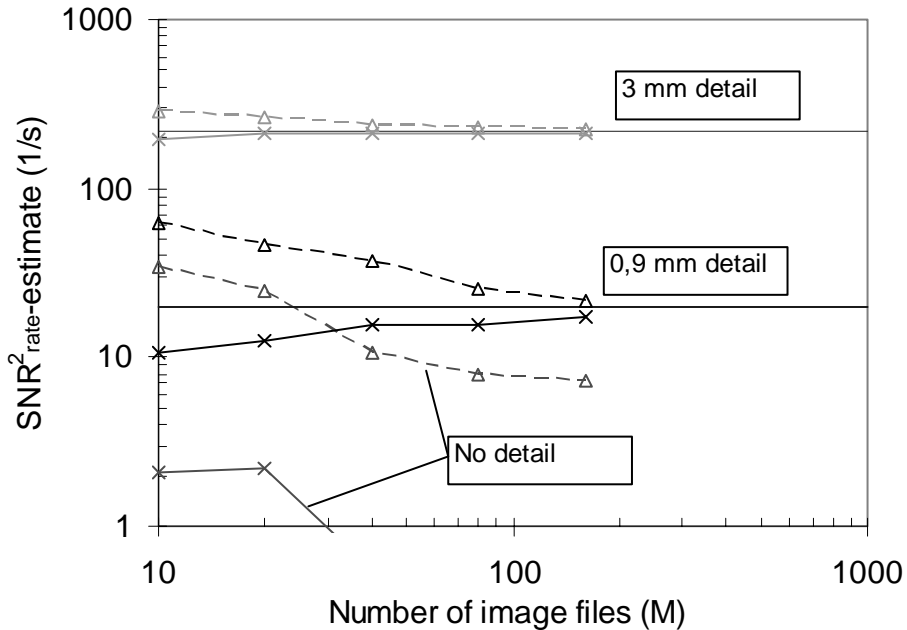 1000
100
10
1
SNR²rate-estimate (1/s)
3 mm detail
0,9 mm detail
No detail
10
100
1000
Number of image files (M)